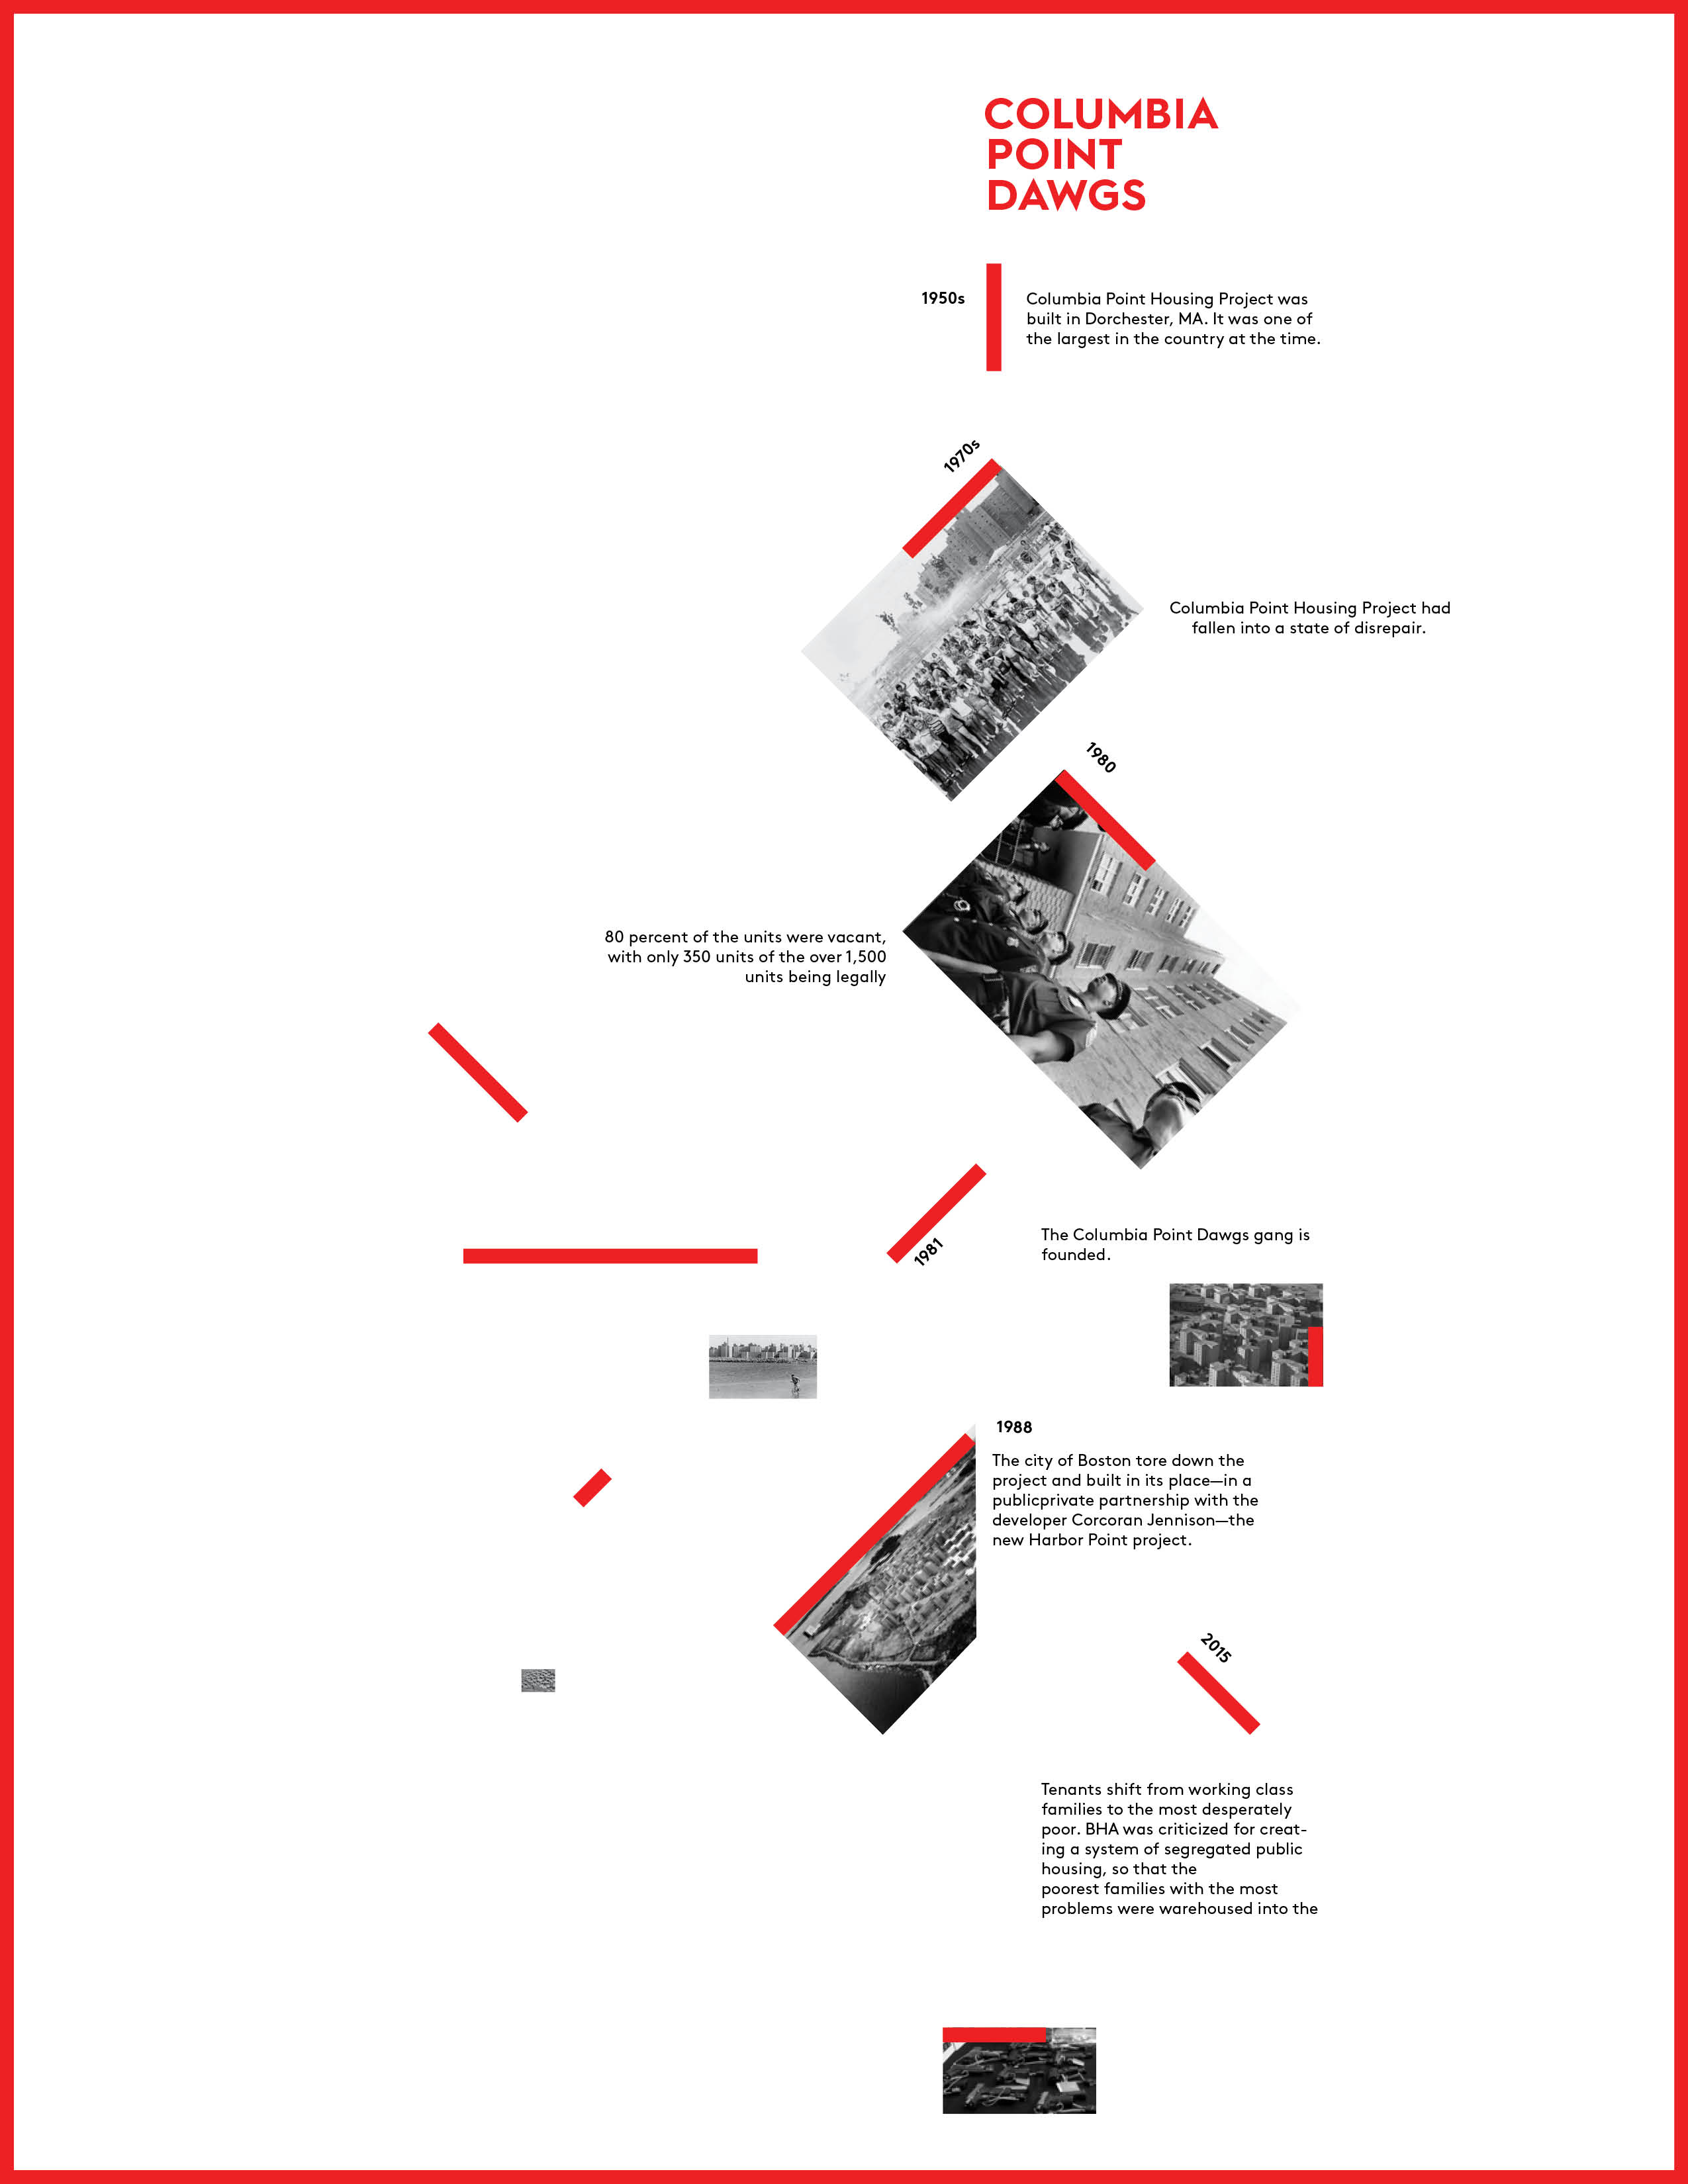 COLUMBIA
POINT
DAWGS
1950s
Columbia Point Housing Project was
built in Dorchester, MA. It was one of
the largest in the country at the time.
1970s
Columbia Point Housing Project had
fallen into a state of disrepair.
1980
80 percent of the units were vacant,
with only 350 units of the over 1,500
units being legally
1981
The Columbia Point Dawgs gang is
founded.
1988
The city of Boston tore down the
project and built in its place—in a
publicprivate partnership with the
developer Corcoran Jennison—the
new Harbor Point project.
2015
Tenants shift from working class
families to the most desperately
poor. BHA was criticized for creat-
ing a system of segregated public
housing, so that the
poorest families with the most
problems were warehoused into the